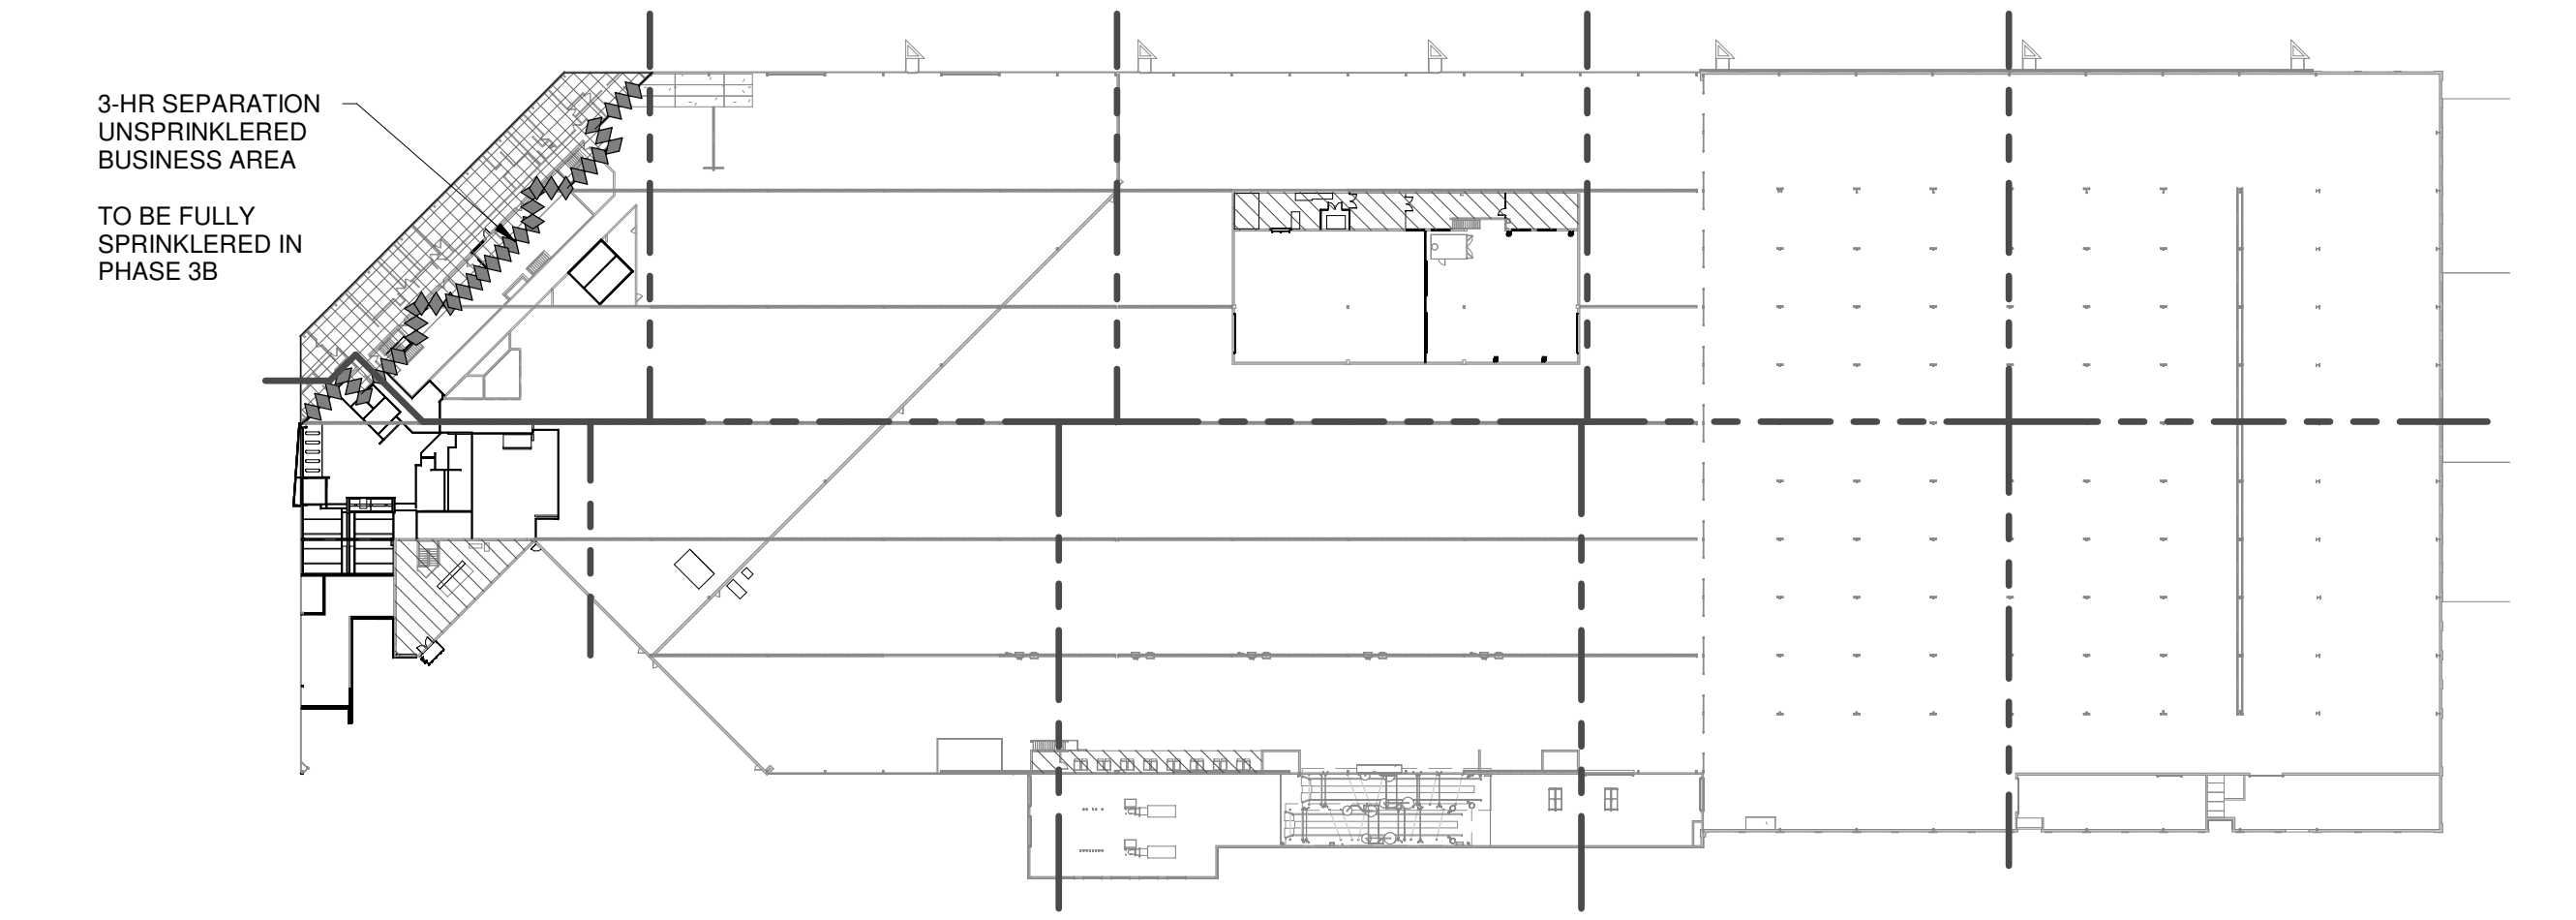 3-HR SEPARATION
UNSPRINKLERED
BUSINESS AREA
TO BE FULLY
SPRINKLERED IN
PHASE 3B